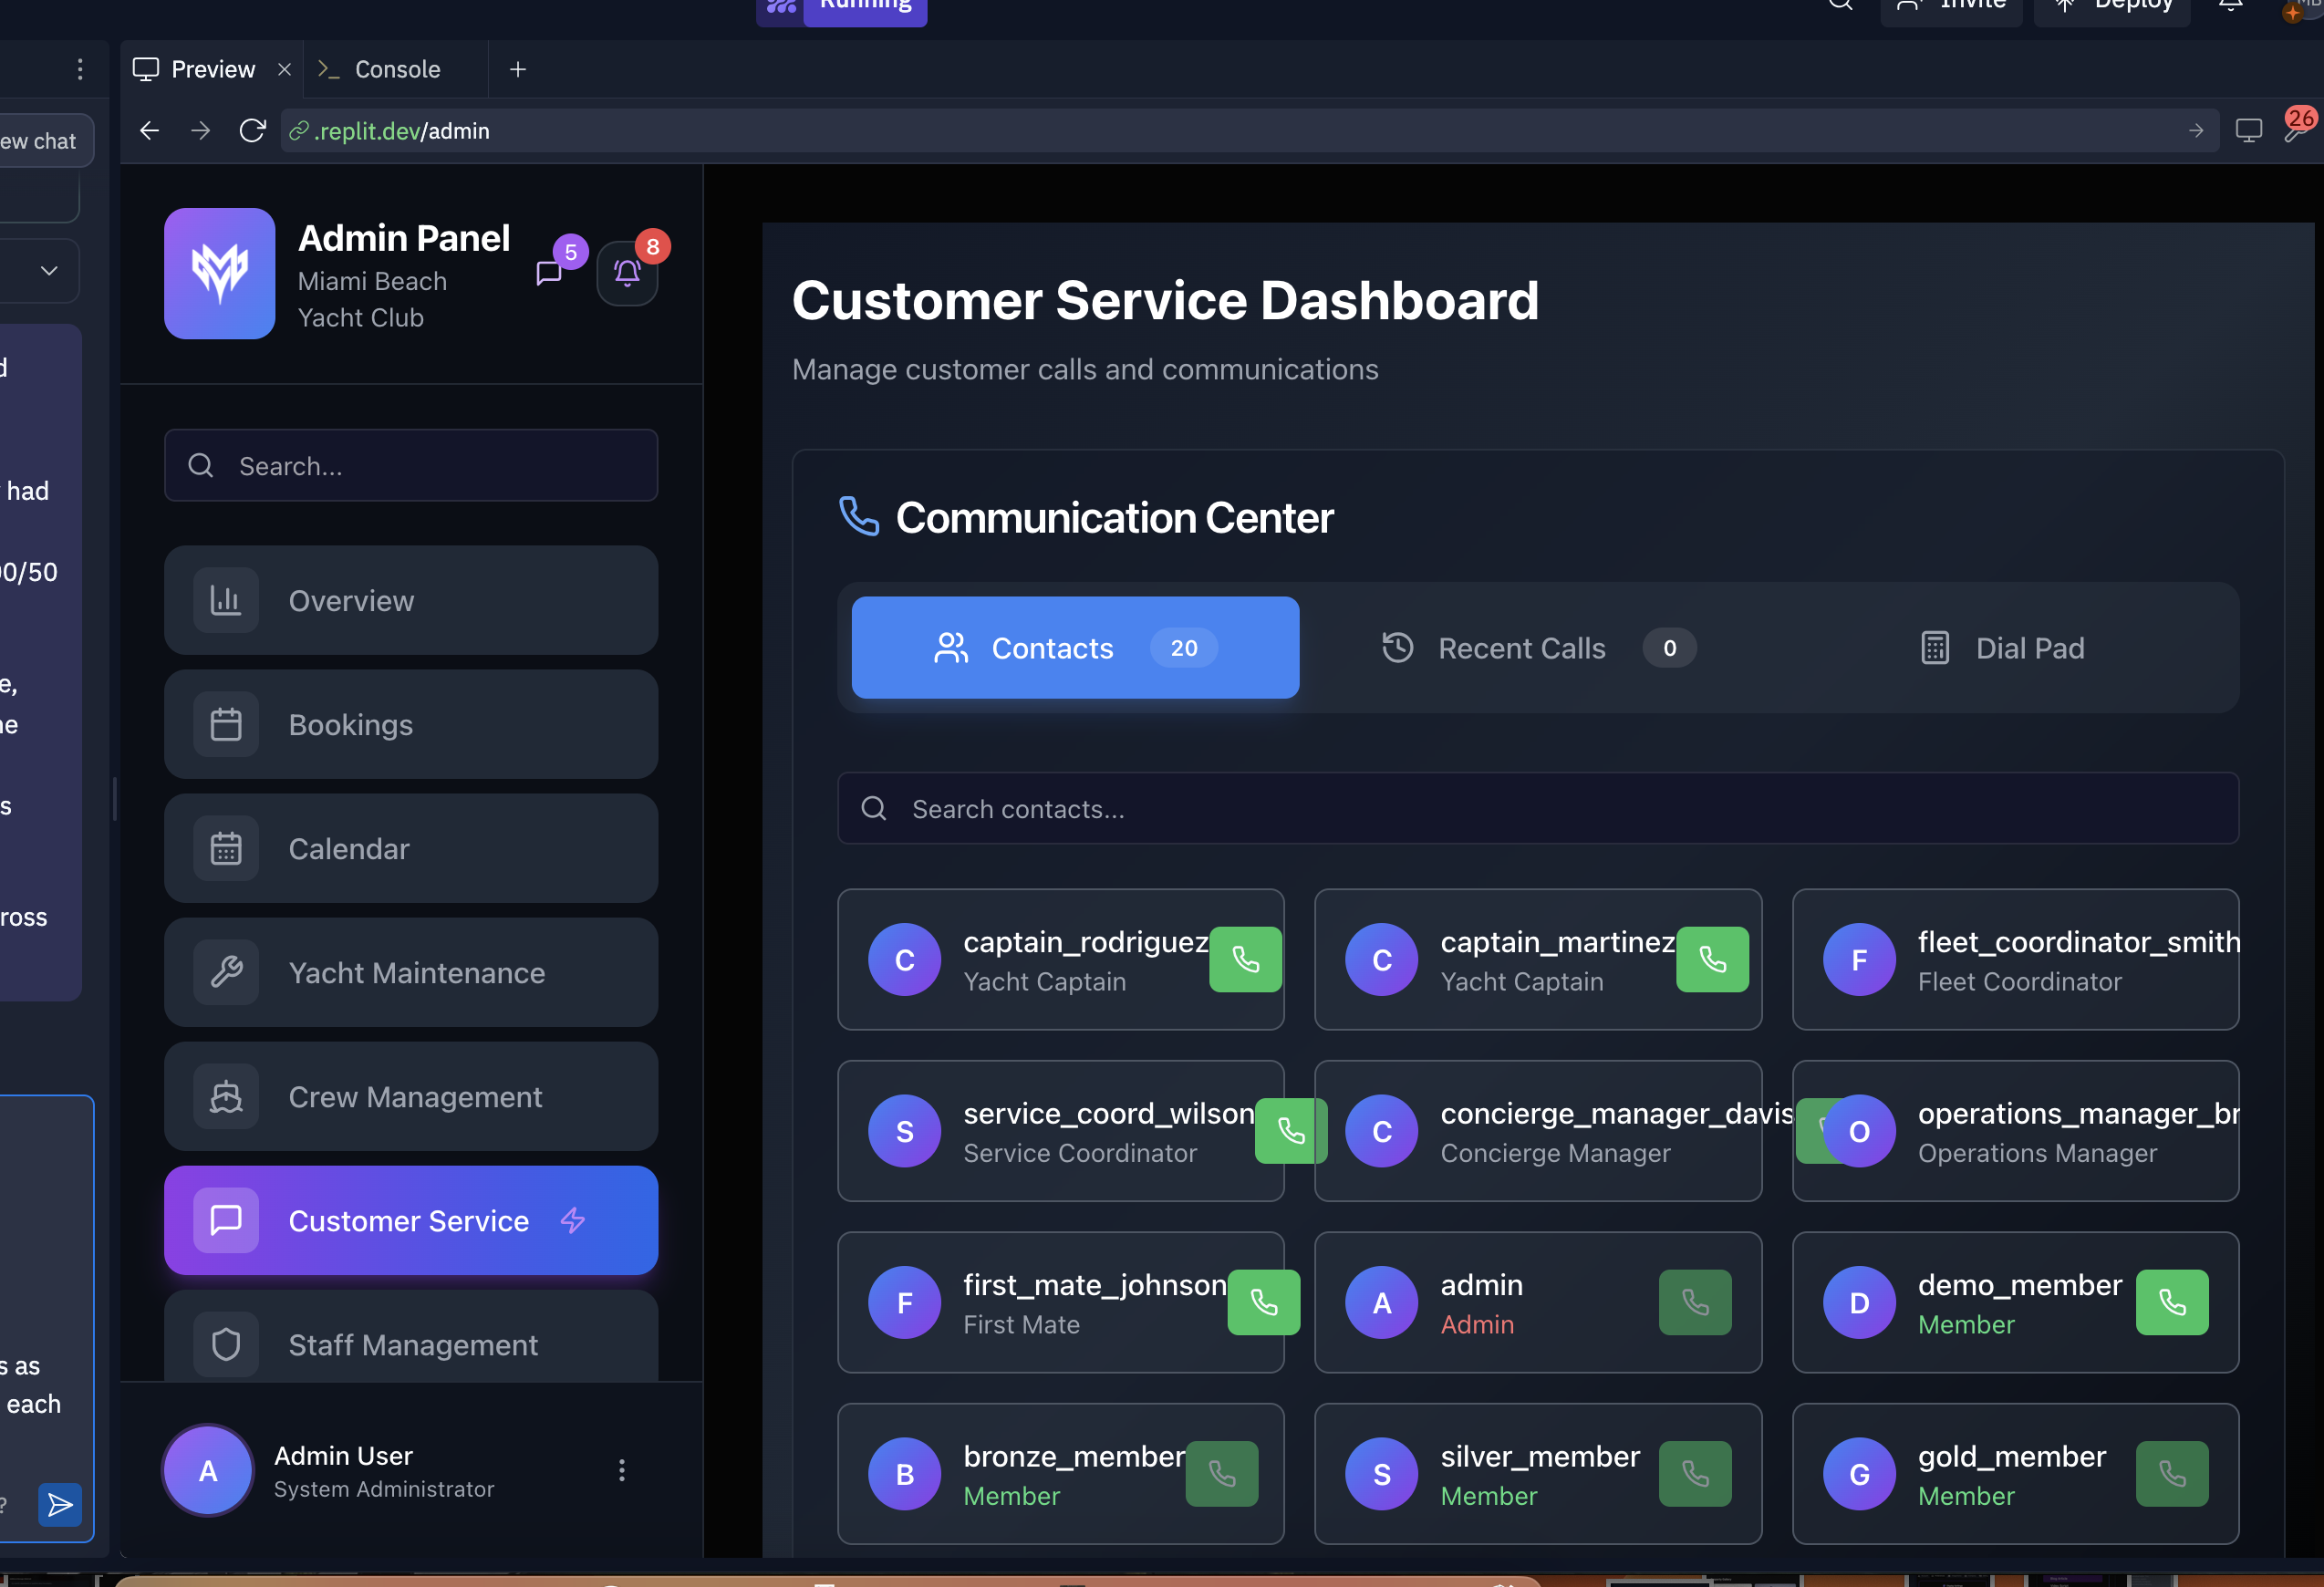 Running
Invite
Deploy
Preview
Console
ew chat
.replit.dev/admin
26
d
had
00/50
e,
s
ross
s as
each
?
Admin Panel
Miami Beach
Yacht Club
5
8
Search...
Overview
Bookings
Calendar
Yacht Maintenance
Crew Management
Customer Service
Staff Management
A
Admin User
System Administrator
Customer Service Dashboard
Manage customer calls and communications
Communication Center
Contacts 20
Recent Calls 0
Dial Pad
Search contacts...
C
captain_rodriguez
Yacht Captain
C
captain_martinez
Yacht Captain
F
fleet_coordinator_smith
Fleet Coordinator
S
service_coord_wilson
Service Coordinator
C
concierge_manager_davis
Concierge Manager
O
operations_manager_br
Operations Manager
F
first_mate_johnson
First Mate
A
admin
Admin
D
demo_member
Member
B
bronze_member
Member
S
silver_member
Member
G
gold_member
Member